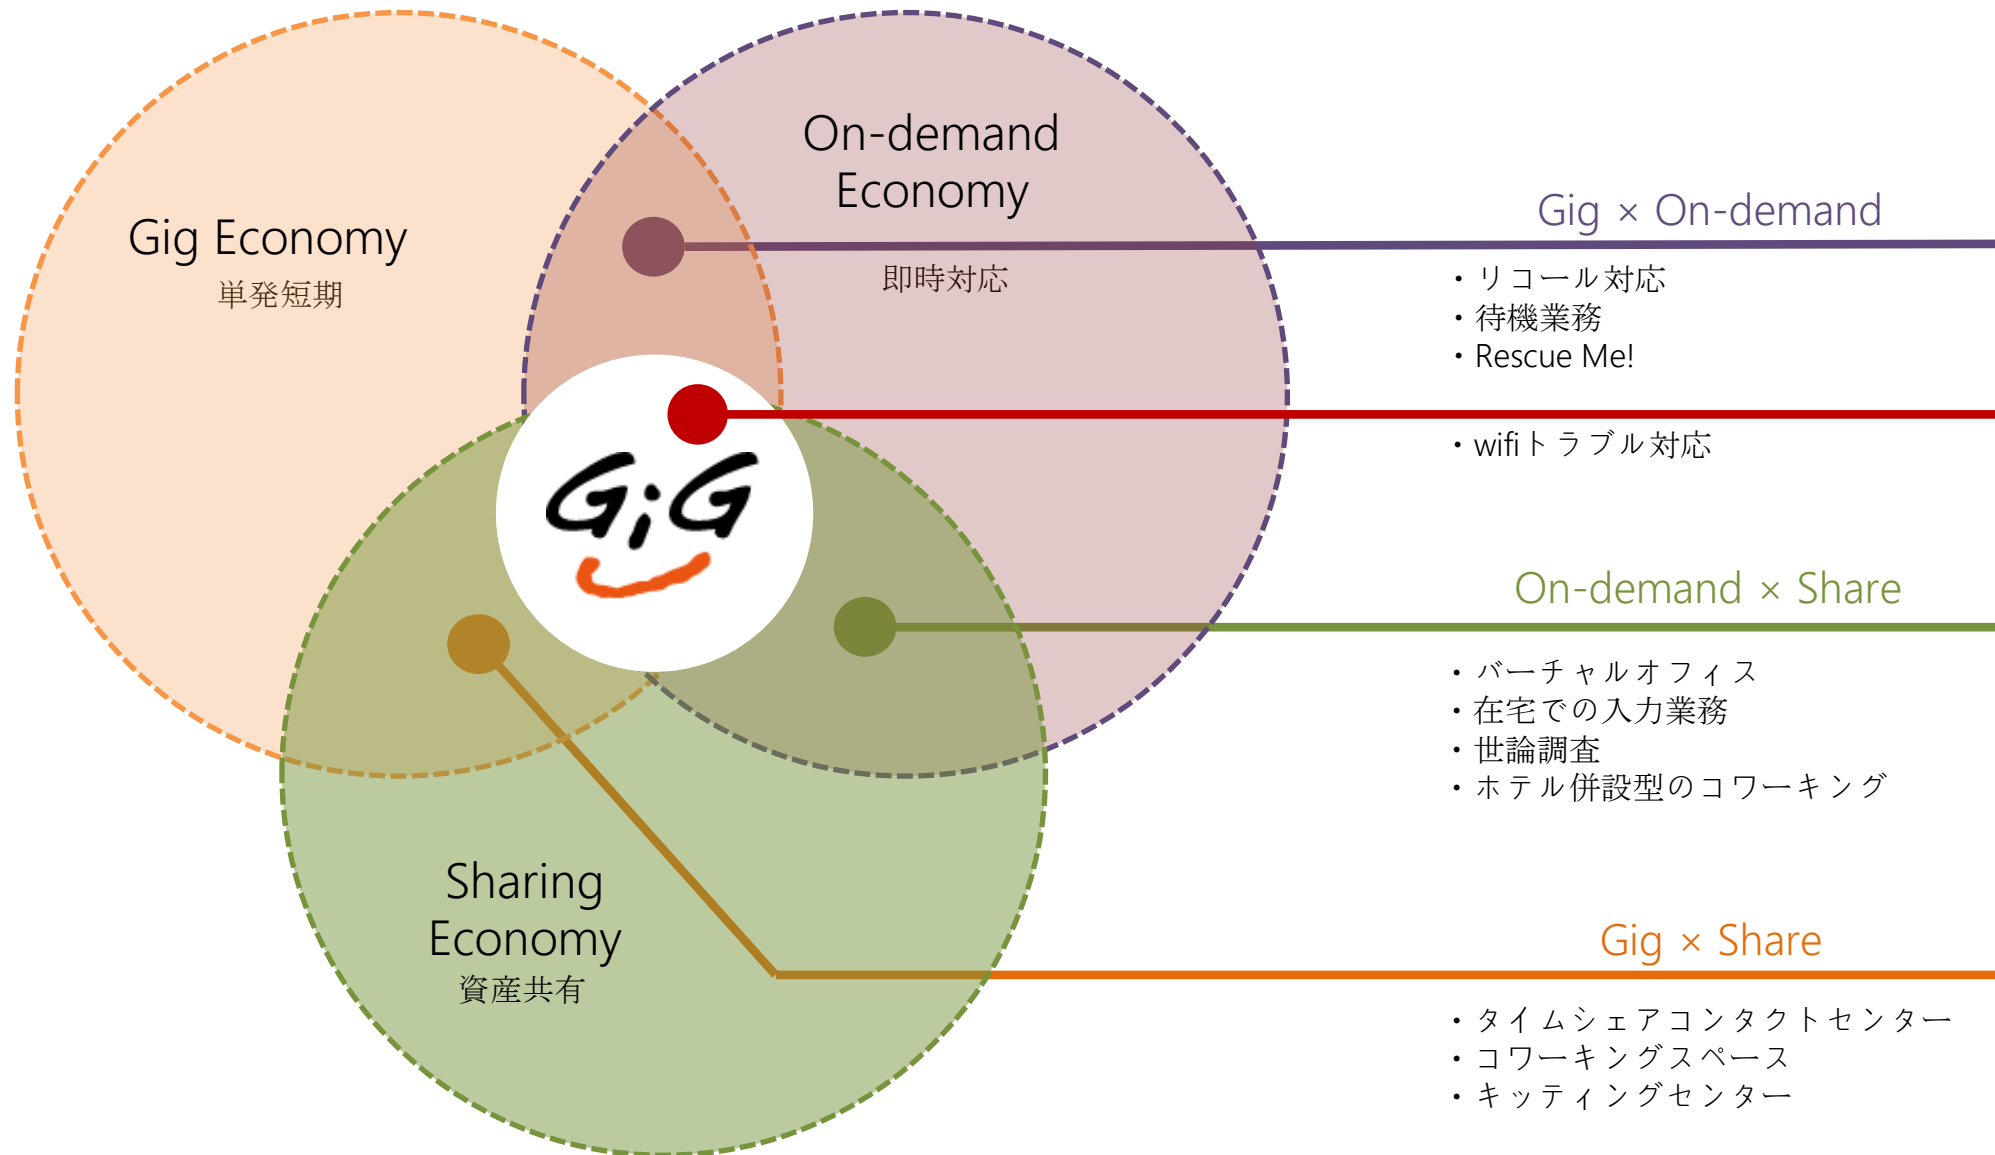 Gig Economy
単発短期
On-demand
Economy
即時対応
GiG
Sharing
Economy
資産共有
Gig × On-demand
・リコール対応
・待機業務
・Rescue Me!
・wifiトラブル対応
On-demand × Share
・バーチャルオフィス
・在宅での入力業務
・世論調査
・ホテル併設型のコワーキング
Gig × Share
・タイムシェアコンタクトセンター
・コワーキングスペース
・キッティングセンター